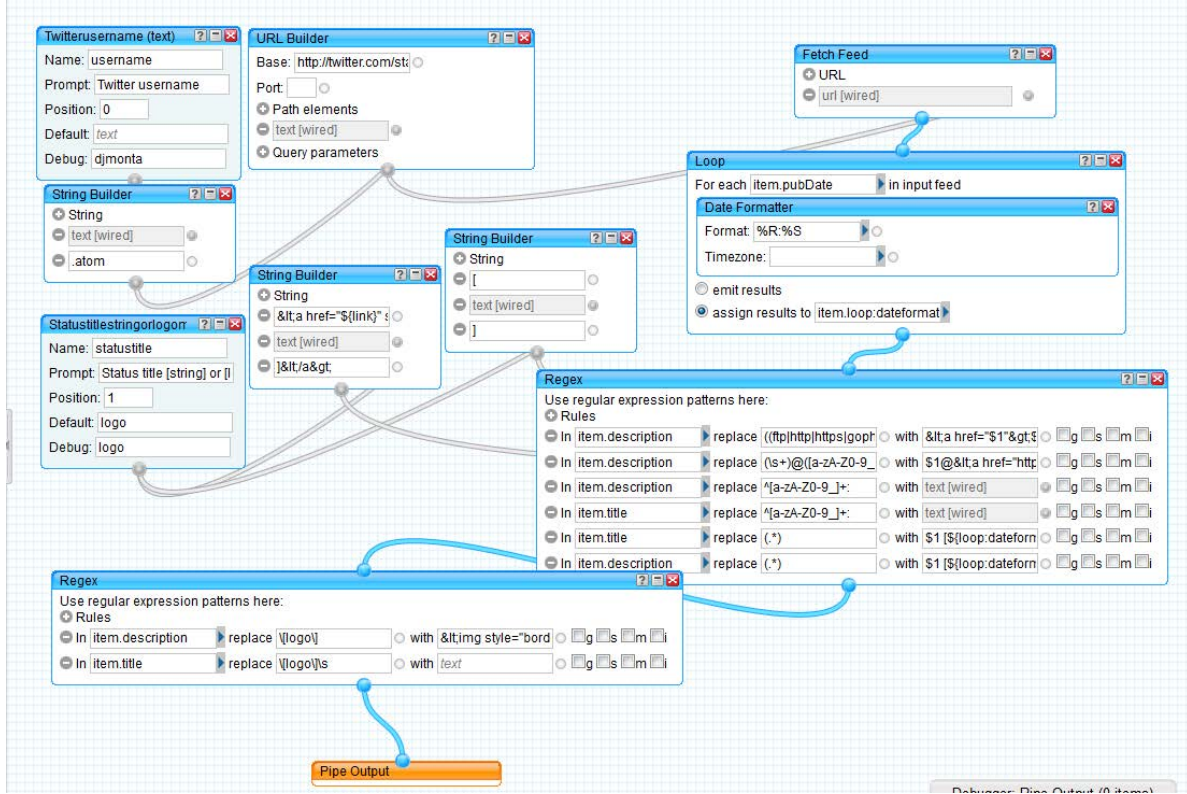 Twitterusername (text)
Name: username
Prompt: Twitter username
Position: 0
Default: text
Debug: djmonta
URL Builder
Base: http://twitter.com/sta
Port:
Path elements
text [wired]
Query parameters
Fetch Feed
URL
url [wired]
String Builder
String
text [wired]
.atom
Loop
For each item.pubDate in input feed
Date Formatter
Format: %R:%S
Timezone:
emit results
assign results to item.loop:dateformat
String Builder
String
[
text [wired]
]
String Builder
String
&lt;a href="${link}" s
text [wired]
]&lt;/a&gt;
Statustitlestringorlogo
Name: statustitle
Prompt: Status title [string] or [l
Position: 1
Default: logo
Debug: logo
Regex
Use regular expression patterns here:
Rules
In item.description replace ((ftp|http|https|goph with &lt;a href="$1"&gt;$ g s m i
In item.description replace (\s+)@([a-zA-Z0-9_ with $1@&lt;a href="http g s m i
In item.description replace ^[a-zA-Z0-9_]+: with text [wired] g s m i
In item.title replace ^[a-zA-Z0-9_]+: with text [wired] g s m i
In item.title replace (.*) with $1 [${loop:dateform g s m i
In item.description replace (.*) with $1 [${loop:dateform g s m i
Regex
Use regular expression patterns here:
Rules
In item.description replace \[logo\] with &lt;img style="bord g s m i
In item.title replace \[logo\]\s with text g s m i
Pipe Output
Debugger: Pipe Output (0 items)